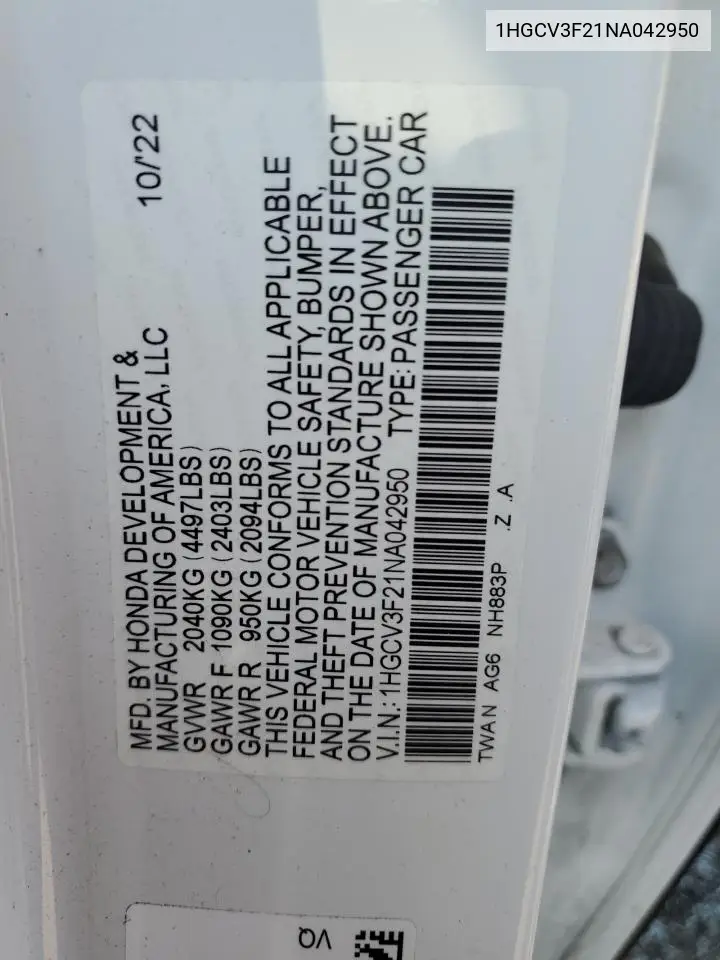 1HGCV3F21NA042950
MFD. BY HONDA DEVELOPMENT &
MANUFACTURING OF AMERICA, LLC 10/'22
GVWR 2040KG (4497LBS)
GAWR F 1090KG (2403LBS)
GAWR R 950KG (2094LBS)
THIS VEHICLE CONFORMS TO ALL APPLICABLE
FEDERAL MOTOR VEHICLE SAFETY, BUMPER,
AND THEFT PREVENTION STANDARDS IN EFFECT
ON THE DATE OF MANUFACTURE SHOWN ABOVE.
V.I.N.: 1HGCV3F21NA042950 TYPE: PASSENGER CAR
TWA N AG6 NH883P .Z .A
VQ